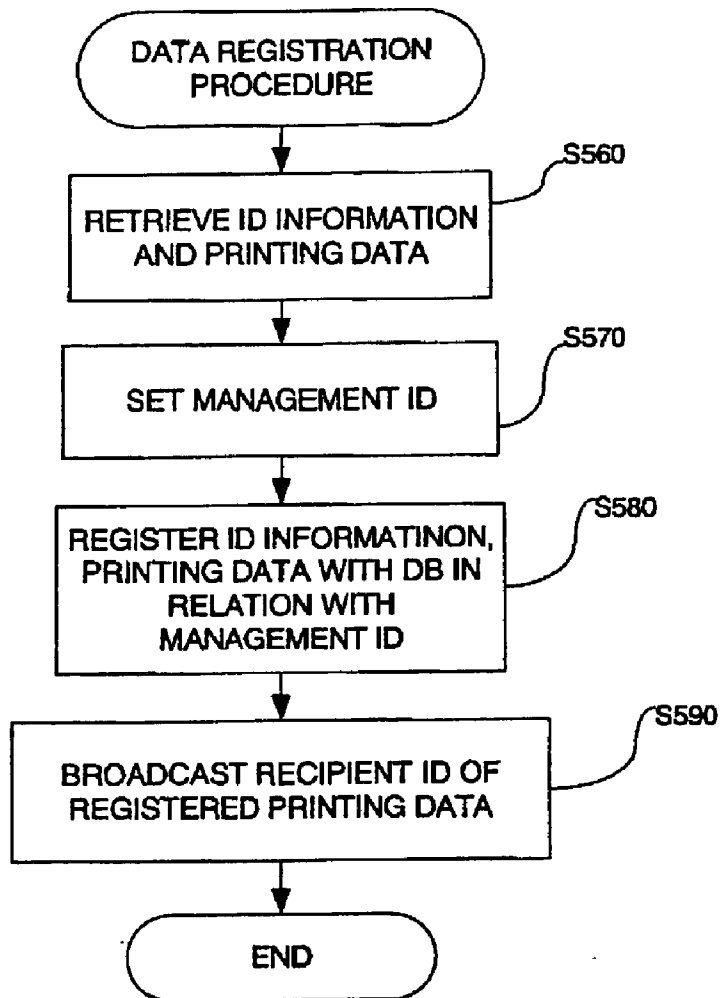 DATA REGISTRATION
PROCEDURE
S560
RETRIEVE ID INFORMATION
AND PRINTING DATA
S570
SET MANAGEMENT ID
S580
REGISTER ID INFORMATINON,
PRINTING DATA WITH DB IN
RELATION WITH
MANAGEMENT ID
S590
BROADCAST RECIPIENT ID OF
REGISTERED PRINTING DATA
END